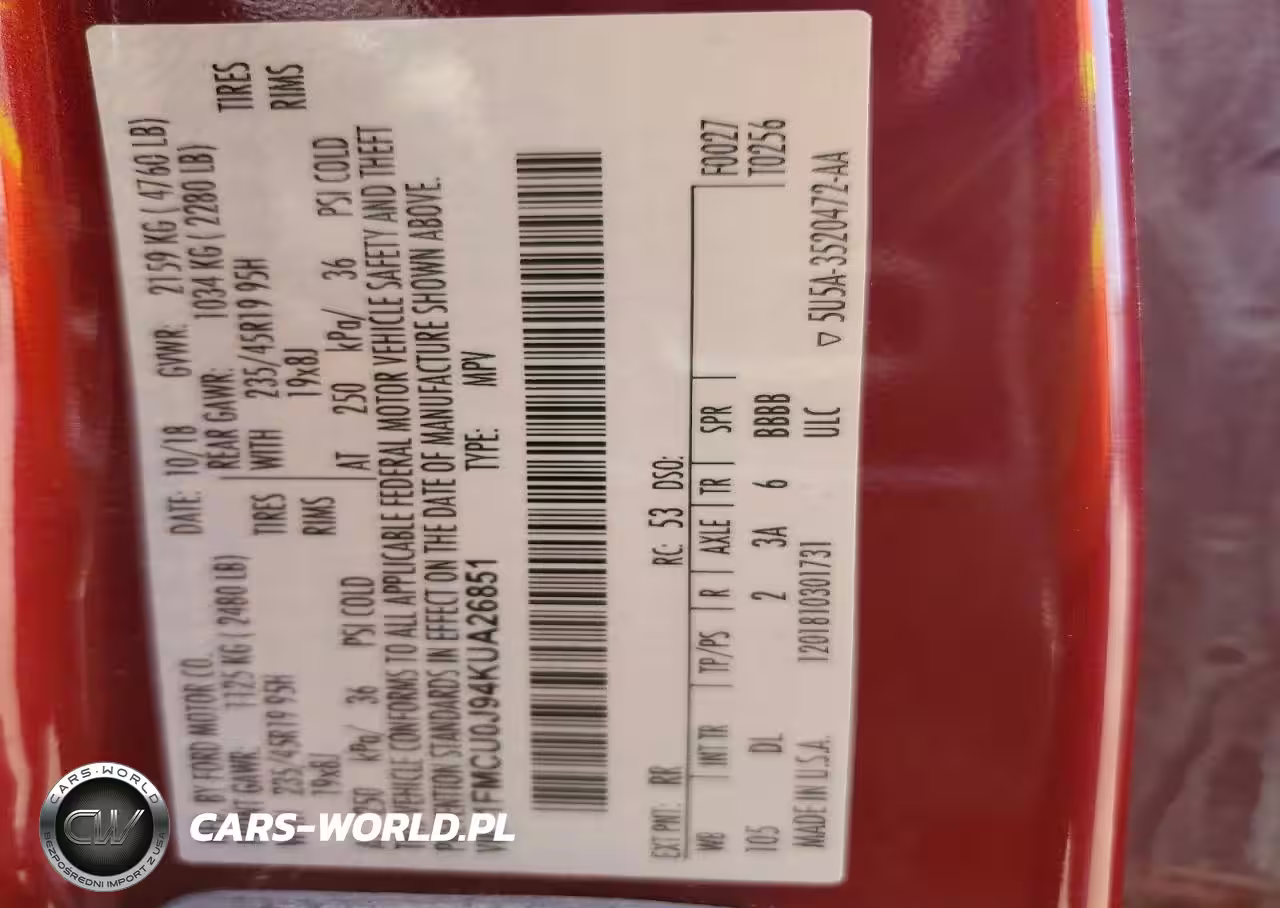 BY FORD MOTOR CO. DATE: 10/18 GVWR: 2159 KG ( 4760 LB)
GAWR: 1125 KG ( 2480 LB) REAR GAWR: 1034 KG ( 2280 LB)
235/45R19 95H TIRES WITH 235/45R19 95H TIRES
19x8J RIMS 19x8J RIMS
250 kPa/ 36 PSI COLD AT 250 kPa/ 36 PSI COLD
VEHICLE CONFORMS TO ALL APPLICABLE FEDERAL MOTOR VEHICLE SAFETY AND THEFT
STANDARDS IN EFFECT ON THE DATE OF MANUFACTURE SHOWN ABOVE.
FMCU0J94KUA26851 TYPE: MPV
EXT PNT: RR RC: 53 DSO:
WB INT TR TP/PS R AXLE TR SPR F0027
105 DL 2 3A 6 BBBB T0256
MADE IN U.S.A. 1201810301731 ULC ▽ 5U5A-3520472-AA
CARS-WORLD
CW
BEZPOŚREDNI IMPORT Z USA
CARS-WORLD.PL